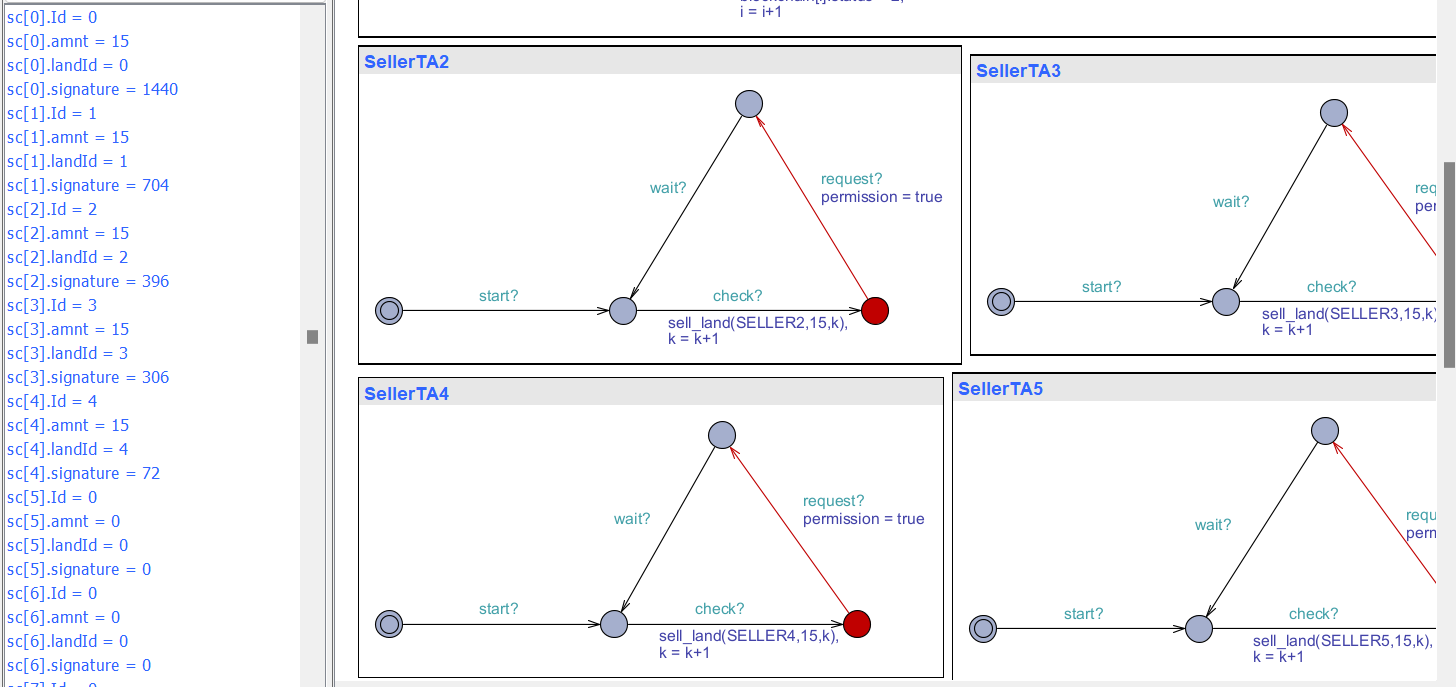 sc[0].Id = 0
sc[0].amnt = 15
sc[0].landId = 0
sc[0].signature = 1440
sc[1].Id = 1
sc[1].amnt = 15
sc[1].landId = 1
sc[1].signature = 704
sc[2].Id = 2
sc[2].amnt = 15
sc[2].landId = 2
sc[2].signature = 396
sc[3].Id = 3
sc[3].amnt = 15
sc[3].landId = 3
sc[3].signature = 306
sc[4].Id = 4
sc[4].amnt = 15
sc[4].landId = 4
sc[4].signature = 72
sc[5].Id = 0
sc[5].amnt = 0
sc[5].landId = 0
sc[5].signature = 0
sc[6].Id = 0
sc[6].amnt = 0
sc[6].landId = 0
sc[6].signature = 0
i = i+1
SellerTA2
wait?
request?
permission = true
start?
check?
sell_land(SELLER2,15,k),
k = k+1
SellerTA3
wait?
req
per
start?
check?
sell_land(SELLER3,15,k)
k = k+1
SellerTA4
wait?
request?
permission = true
start?
check?
sell_land(SELLER4,15,k),
k = k+1
SellerTA5
wait?
requ
perm
start?
check?
sell_land(SELLER5,15,k),
k = k+1